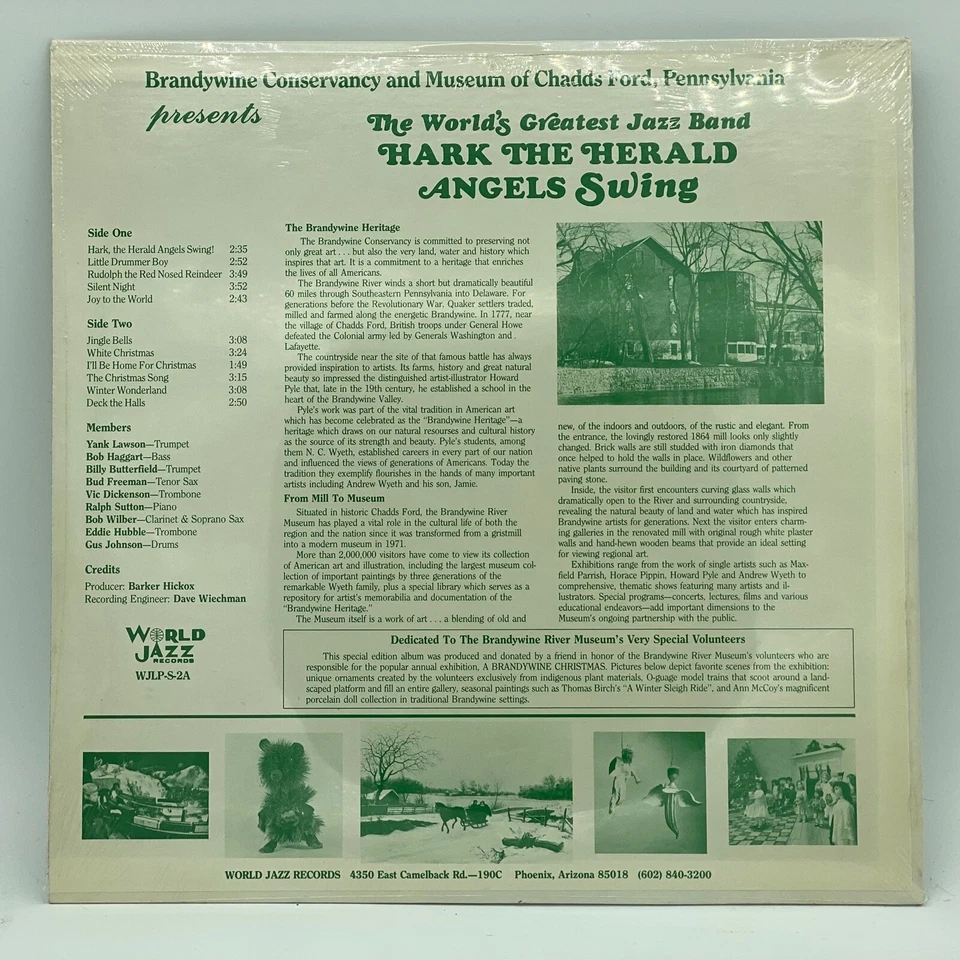 Brandywine Conservancy and Museum of Chadds Ford, Pennsylvania
presents
The World's Greatest Jazz Band
HARK THE HERALD
ANGELS Swing
Side One
Hark, the Herald Angels Swing! 2:35
Little Drummer Boy 2:52
Rudolph the Red Nosed Reindeer 3:49
Silent Night 3:52
Joy to the World 2:43
Side Two
Jingle Bells 3:08
White Christmas 3:24
I'll Be Home For Christmas 1:49
The Christmas Song 3:15
Winter Wonderland 3:08
Deck the Halls 2:50
Members
Yank Lawson—Trumpet
Bob Haggart—Bass
Billy Butterfield—Trumpet
Bud Freeman—Tenor Sax
Vic Dickenson—Trombone
Ralph Sutton—Piano
Bob Wilber—Clarinet & Soprano Sax
Eddie Hubble—Trombone
Gus Johnson—Drums
Credits
Producer: Barker Hickox
Recording Engineer: Dave Wiechman
WORLD
JAZZ
RECORDS
WJLP-S-2A
The Brandywine Heritage
The Brandywine Conservancy is committed to preserving not
only great art . . . but also the very land, water and history which
inspires that art. It is a commitment to a heritage that enriches
the lives of all Americans.
The Brandywine River winds a short but dramatically beautiful
60 miles through Southeastern Pennsylvania into Delaware. For
generations before the Revolutionary War. Quaker settlers traded,
milled and farmed along the energetic Brandywine. In 1777, near
the village of Chadds Ford, British troops under General Howe
defeated the Colonial army led by Generals Washington and
Lafayette.
The countryside near the site of that famous battle has always
provided inspiration to artists. Its farms, history and great natural
beauty so impressed the distinguished artist-illustrator Howard
Pyle that, late in the 19th century, he established a school in the
heart of the Brandywine Valley.
Pyle's work was part of the vital tradition in American art
which has become celebrated as the "Brandywine Heritage"—a
heritage which draws on our natural resourses and cultural history
as the source of its strength and beauty. Pyle's students, among
them N. C. Wyeth, established careers in every part of our nation
and influenced the views of generations of Americans. Today the
tradition they exemplify flourishes in the hands of many important
artists including Andrew Wyeth and his son, Jamie.
From Mill To Museum
Situated in historic Chadds Ford, the Brandywine River
Museum has played a vital role in the cultural life of both the
region and the nation since it was transformed from a gristmill
into a modern museum in 1971.
More than 2,000,000 visitors have come to view its collection
of American art and illustration, including the largest museum col-
lection of important paintings by three generations of the
remarkable Wyeth family, plus a special library which serves as a
repository for artist's memorabilia and documentation of the
"Brandywine Heritage."
The Museum itself is a work of art . . . a blending of old and
new, of the indoors and outdoors, of the rustic and elegant. From
the entrance, the lovingly restored 1864 mill looks only slightly
changed. Brick walls are still studded with iron diamonds that
once helped to hold the walls in place. Wildflowers and other
native plants surround the building and its courtyard of patterned
paving stone.
Inside, the visitor first encounters curving glass walls which
dramatically open to the River and surrounding countryside,
revealing the natural beauty of land and water which has inspired
Brandywine artists for generations. Next the visitor enters charm-
ing galleries in the renovated mill with original rough white plaster
walls and hand-hewn wooden beams that provide an ideal setting
for viewing regional art.
Exhibitions range from the work of single artists such as Max-
field Parrish, Horace Pippin, Howard Pyle and Andrew Wyeth to
comprehensive, thematic shows featuring many artists and il-
lustrators. Special programs—concerts, lectures, films and various
educational endeavors—add important dimensions to the
Museum's ongoing partnership with the public.
Dedicated To The Brandywine River Museum's Very Special Volunteers
This special edition album was produced and donated by a friend in honor of the Brandywine River Museum's volunteers who are
responsible for the popular annual exhibition, A BRANDYWINE CHRISTMAS. Pictures below depict favorite scenes from the exhibition:
unique ornaments created by the volunteers exclusively from indigenous plant materials, O-guage model trains that scoot around a land-
scaped platform and fill an entire gallery, seasonal paintings such as Thomas Birch's "A Winter Sleigh Ride", and Ann McCoy's magnificent
porcelain doll collection in traditional Brandywine settings.
WORLD JAZZ RECORDS 4350 East Camelback Rd.—190C Phoenix, Arizona 85018 (602) 840-3200